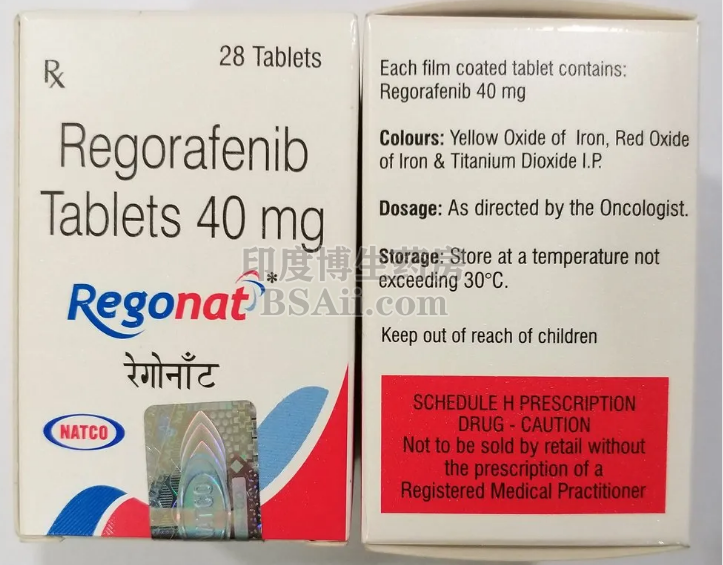 Rx
28 Tablets
Regorafenib
Tablets 40 mg
Regonat*
रेगोनाँट
NATCO
NATCO
Each film coated tablet contains:
Regorafenib 40 mg
Colours: Yellow Oxide of Iron, Red Oxide
of Iron & Titanium Dioxide I.P.
Dosage: As directed by the Oncologist.
Storage: Store at a temperature not
exceeding 30°C.
Keep out of reach of children
SCHEDULE H PRESCRIPTION
DRUG - CAUTION
Not to be sold by retail without
the prescription of a
Registered Medical Practitioner
印度博生药房
BSAii.com